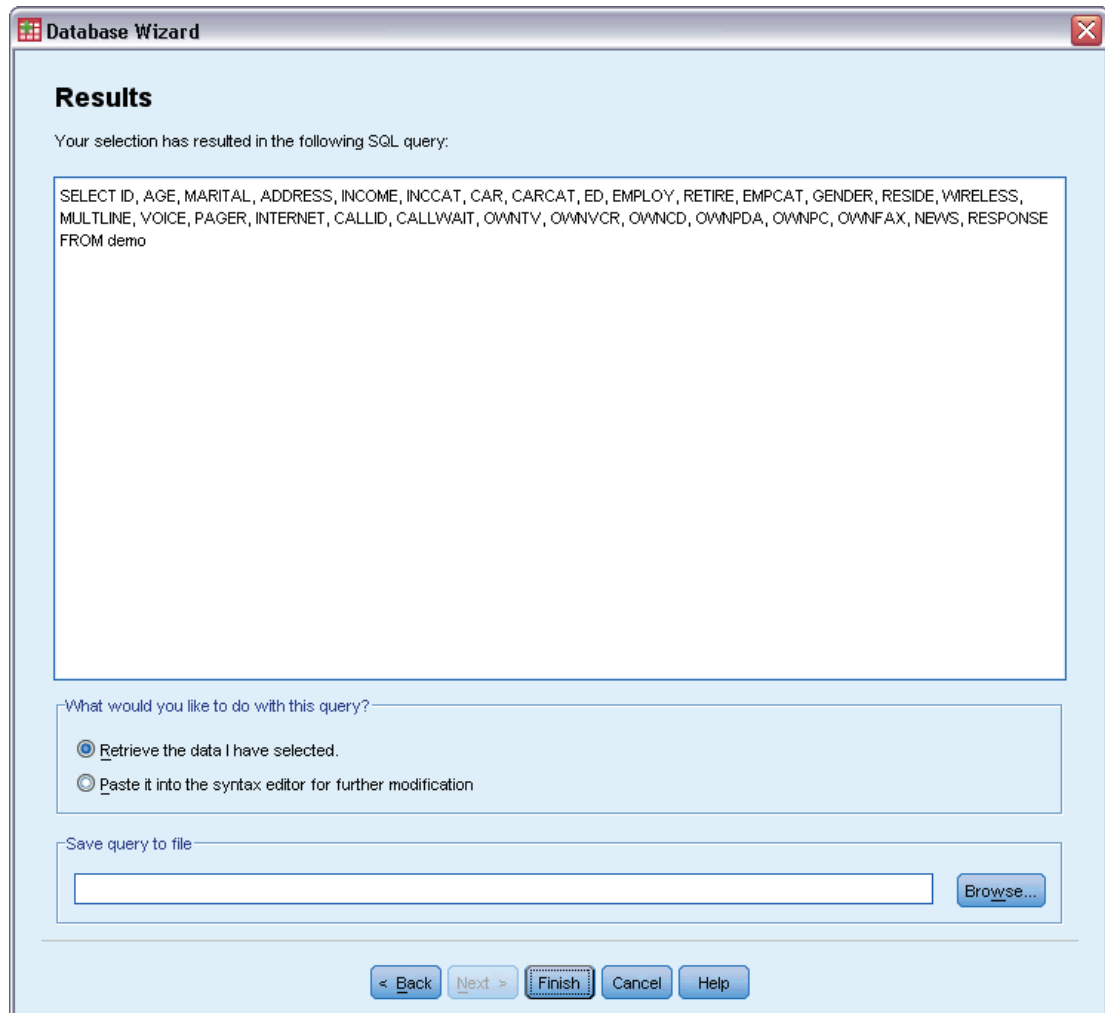 Database Wizard
Results
Your selection has resulted in the following SQL query:
SELECT ID, AGE, MARITAL, ADDRESS, INCOME, INCCAT, CAR, CARCAT, ED, EMPLOY, RETIRE, EMPCAT, GENDER, RESIDE, WIRELESS,
MULTLINE, VOICE, PAGER, INTERNET, CALLID, CALLWAIT, OWNTV, OWNVCR, OWNCD, OWNPDA, OWNPC, OWNFAX, NEWS, RESPONSE
FROM demo
What would you like to do with this query?
Retrieve the data I have selected.
Paste it into the syntax editor for further modification
Save query to file
Browse...
< Back Next > Finish Cancel Help